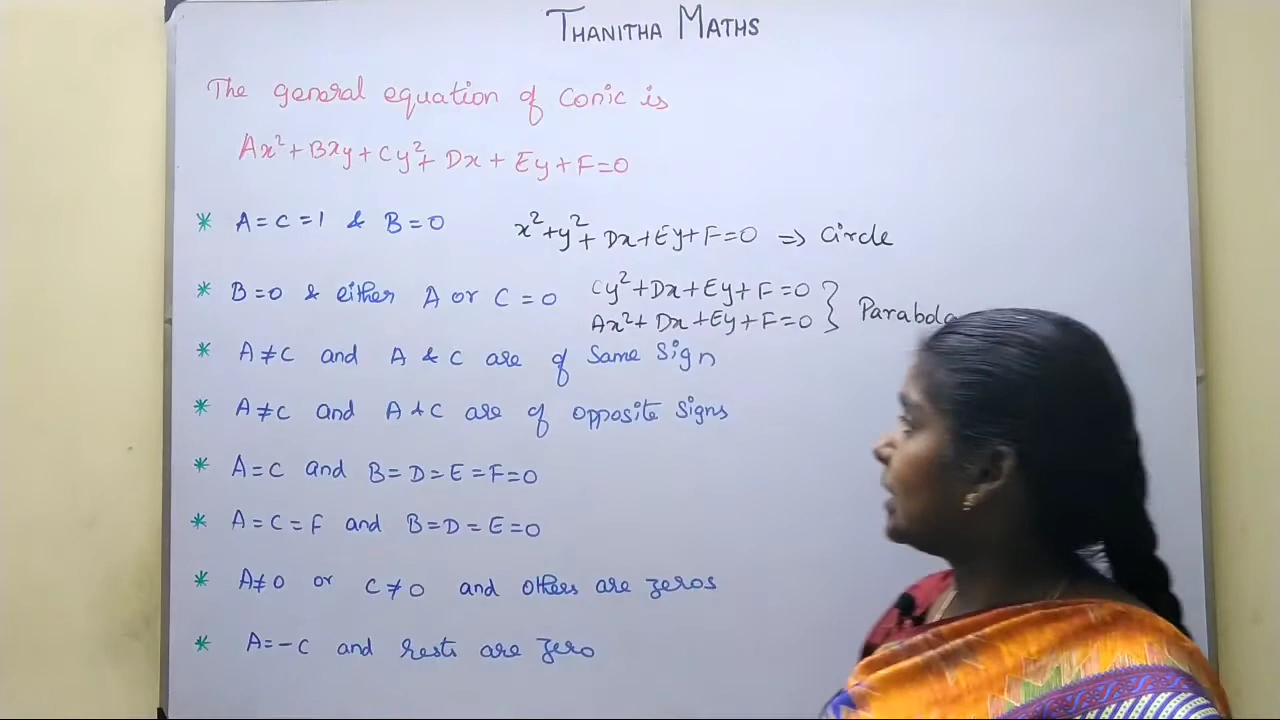 THANITHA MATHS
The general equation of Conic is
Ax²+Bxy+Cy²+Dx+Ey+F=0
* A=C=1 & B=0 x²+y²+Dx+Ey+F=0 ⇒ Circle
* B=0 & either A or C=0 Cy²+Dx+Ey+F=0
Ax²+Dx+Ey+F=0 } Parabola
* A≠C and A & C are of Same Sign
* A≠C and A & C are of opposite Signs
* A=C and B=D=E=F=0
* A=C=F and B=D=E=0
* A≠0 or C≠0 and others are zeros
* A=-C and rests are zero